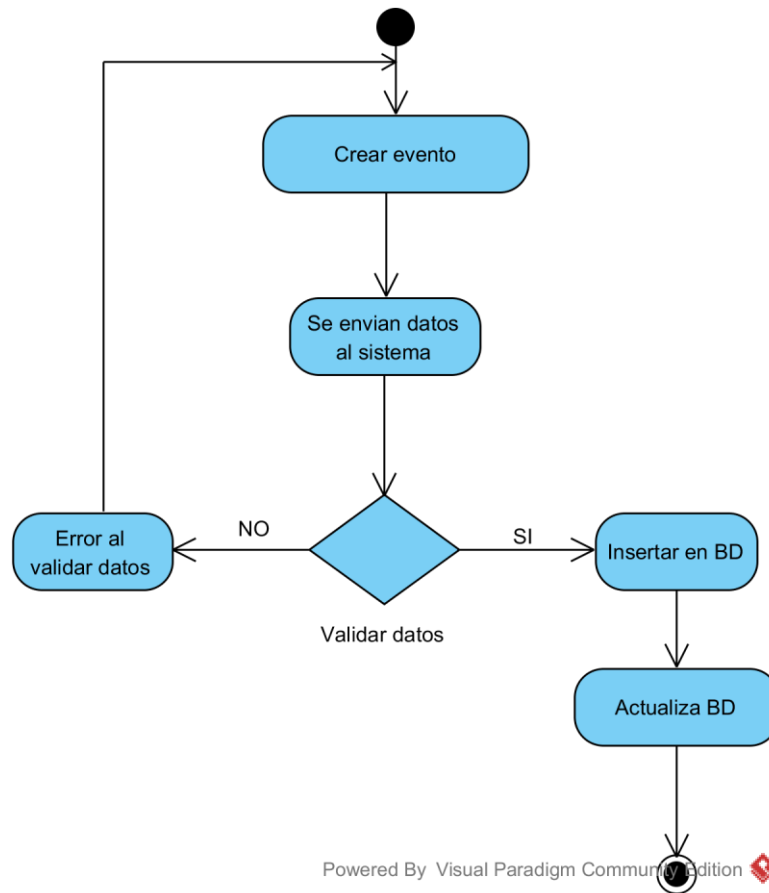 Crear evento
Se envian datos
al sistema
NO
SI
Error al
validar datos
Insertar en BD
Validar datos
Actualiza BD
Powered By Visual Paradigm Community Edition